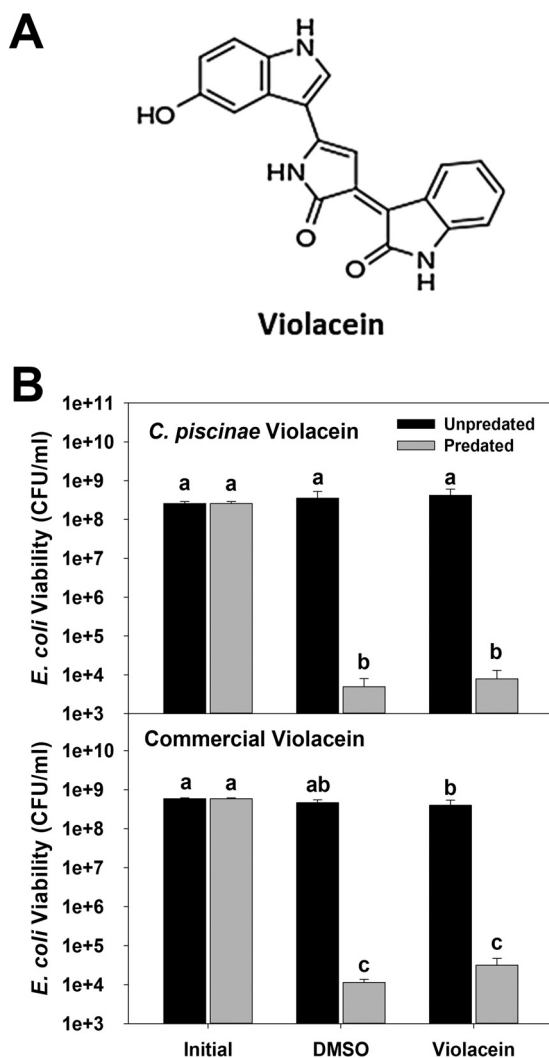 A
H
N
HO
NH
O
O
N
H
Violacein
B
E. coli Viability (CFU/ml)
1e+11
1e+10
1e+9
1e+8
1e+7
1e+6
1e+5
1e+4
1e+3
C. piscinae Violacein
Unpredated
Predated
a a a a
b b
E. coli Viability (CFU/ml)
1e+10
1e+9
1e+8
1e+7
1e+6
1e+5
1e+4
1e+3
Commercial Violacein
a a ab b
c c
Initial DMSO Violacein